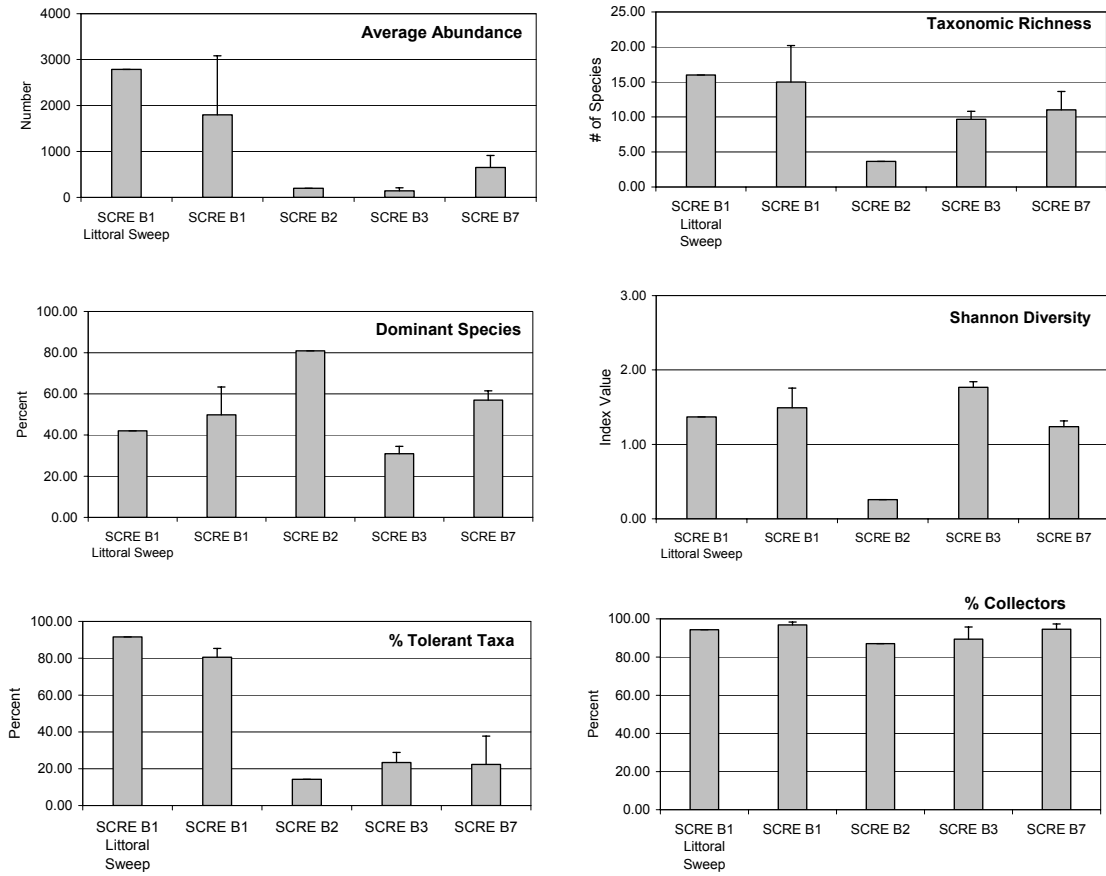 Average Abundance
Number
4000
3000
2000
1000
0
SCRE B1 SCRE B1 SCRE B2 SCRE B3 SCRE B7
Littoral Sweep
Taxonomic Richness
# of Species
25.00
20.00
15.00
10.00
5.00
0.00
SCRE B1 SCRE B1 SCRE B2 SCRE B3 SCRE B7
Littoral
Sweep
Dominant Species
Percent
100.00
80.00
60.00
40.00
20.00
0.00
SCRE B1 SCRE B1 SCRE B2 SCRE B3 SCRE B7
Littoral Sweep
Shannon Diversity
Index Value
3.00
2.00
1.00
0.00
SCRE B1 SCRE B1 SCRE B2 SCRE B3 SCRE B7
Littoral Sweep
% Tolerant Taxa
Percent
100.00
80.00
60.00
40.00
20.00
0.00
SCRE B1 SCRE B1 SCRE B2 SCRE B3 SCRE B7
Littoral
Sweep
% Collectors
Percent
100.00
80.00
60.00
40.00
20.00
0.00
SCRE B1 SCRE B1 SCRE B2 SCRE B3 SCRE B7
Littoral
Sweep